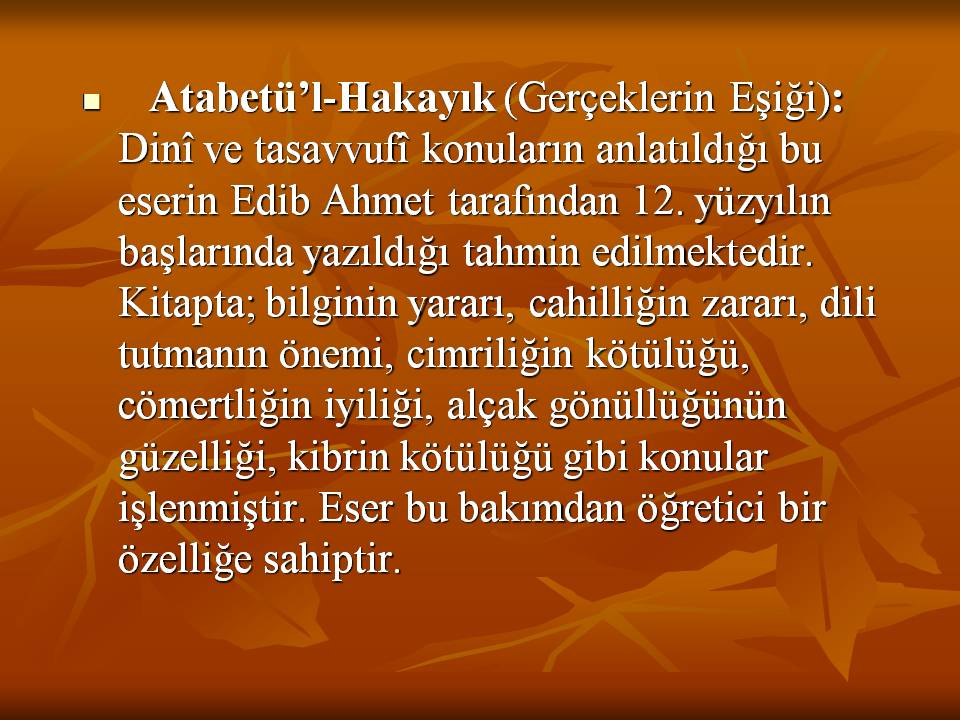 Atabetü’l-Hakayık (Gerçeklerin Eşiği):
Dinî ve tasavvufî konuların anlatıldığı bu
eserin Edib Ahmet tarafından 12. yüzyılın
başlarında yazıldığı tahmin edilmektedir.
Kitapta; bilginin yararı, cahilliğin zararı, dili
tutmanın önemi, cimriliğin kötülüğü,
cömertliğin iyiliği, alçak gönüllüğünün
güzelliği, kibrin kötülüğü gibi konular
işlenmiştir. Eser bu bakımdan öğretici bir
özelliğe sahiptir.